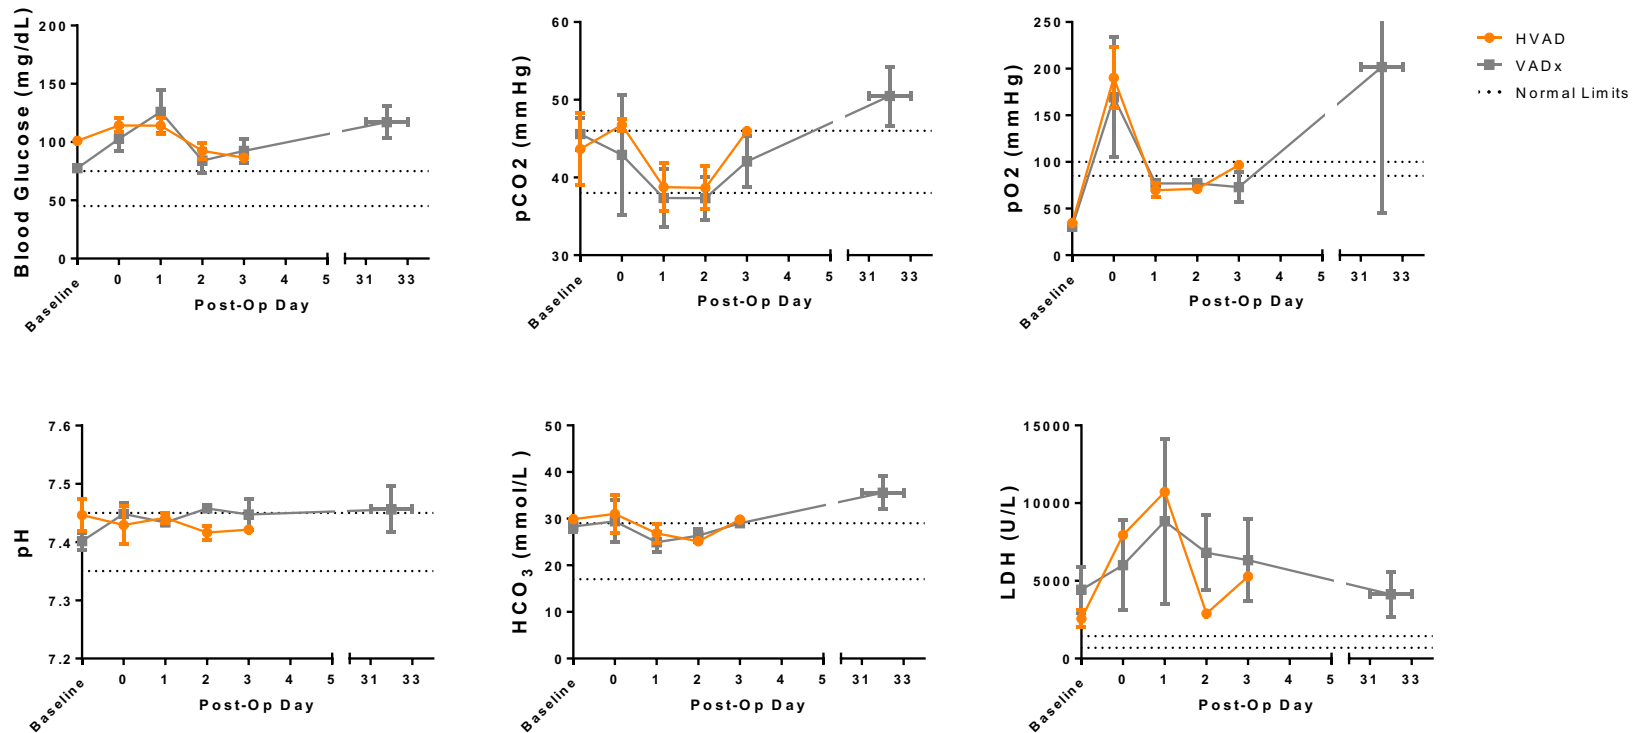 Blood Glucose (mg/dL)
200
150
100
50
0
Baseline
0 1 2 3 4 5 31 33
Post-Op Day
pCO2 (mmHg)
60
50
40
30
Baseline
0 1 2 3 4 5 31 33
Post-Op Day
pO2 (mmHg)
250
200
150
100
50
0
Baseline
0 1 2 3 4 5 31 33
Post-Op Day
HVAD
VADx
Normal Limits
pH
7.6
7.5
7.4
7.3
7.2
Baseline
0 1 2 3 4 5 31 33
Post-Op Day
HCO3 (mmol/L)
50
40
30
20
10
0
Baseline
0 1 2 3 4 5 31 33
Post-Op Day
LDH (U/L)
15000
10000
5000
0
Baseline
0 1 2 3 4 5 31 33
Post-Op Day